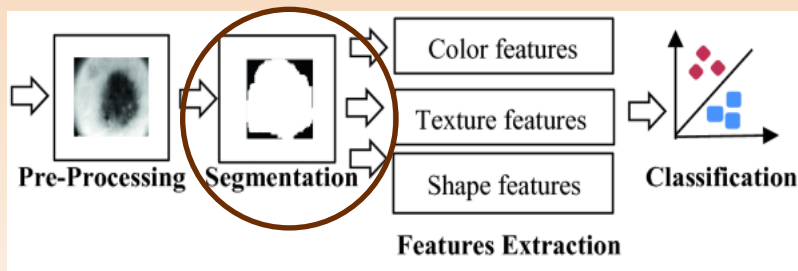 Color features
Texture features
Shape features
Pre-Processing
Segmentation
Classification
Features Extraction